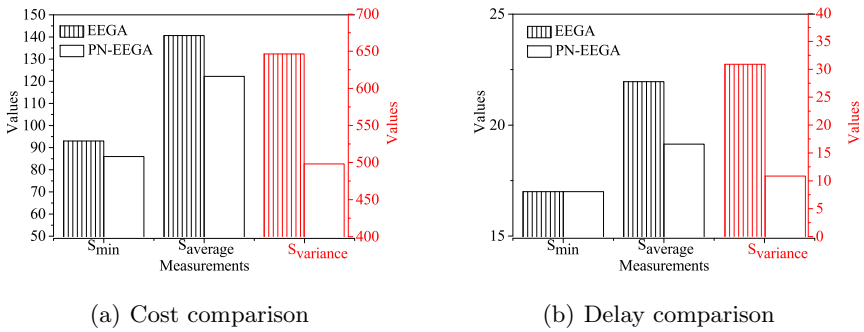 150
140
130
120
110
100
90
80
70
60
50
Values
EEGA
PN-EEGA
700
650
600
550
500
450
400
Values
Smin
Saverage
Svariance
Measurements
(a) Cost comparison
25
20
15
Values
EEGA
PN-EEGA
40
35
30
25
20
15
10
5
0
Values
Smin
Saverage
Svariance
Measurements
(b) Delay comparison